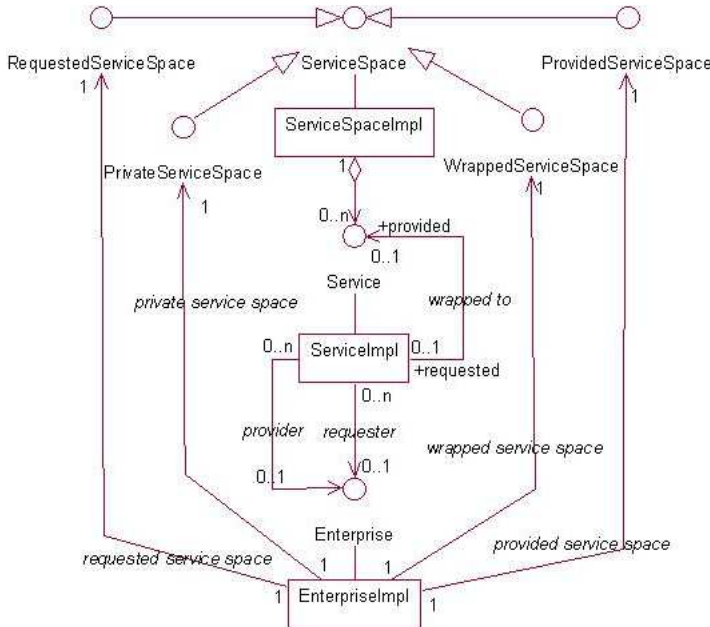 RequestedServiceSpace
ServiceSpace
ProvidedServiceSpace
1
1
ServiceSpaceImpl
PrivateServiceSpace
1
WrappedServiceSpace
1
1
0..n
+provided
0..1
Service
private service space
wrapped to
0..n
ServiceImpl
0..1
+requested
0..n
provider
requester
wrapped service space
0..1
0..1
Enterprise
provided service space
requested service space
1
1
1
EnterpriseImpl
1